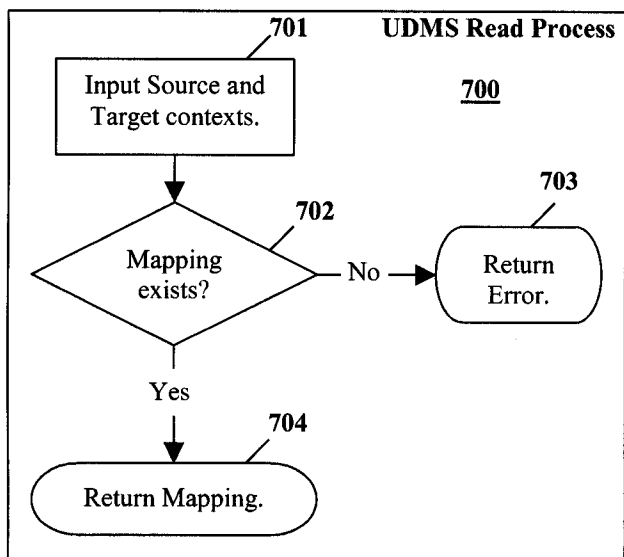 701
UDMS Read Process
Input Source and
Target contexts.
700
702
703
Mapping
exists?
No
Return
Error.
Yes
704
Return Mapping.